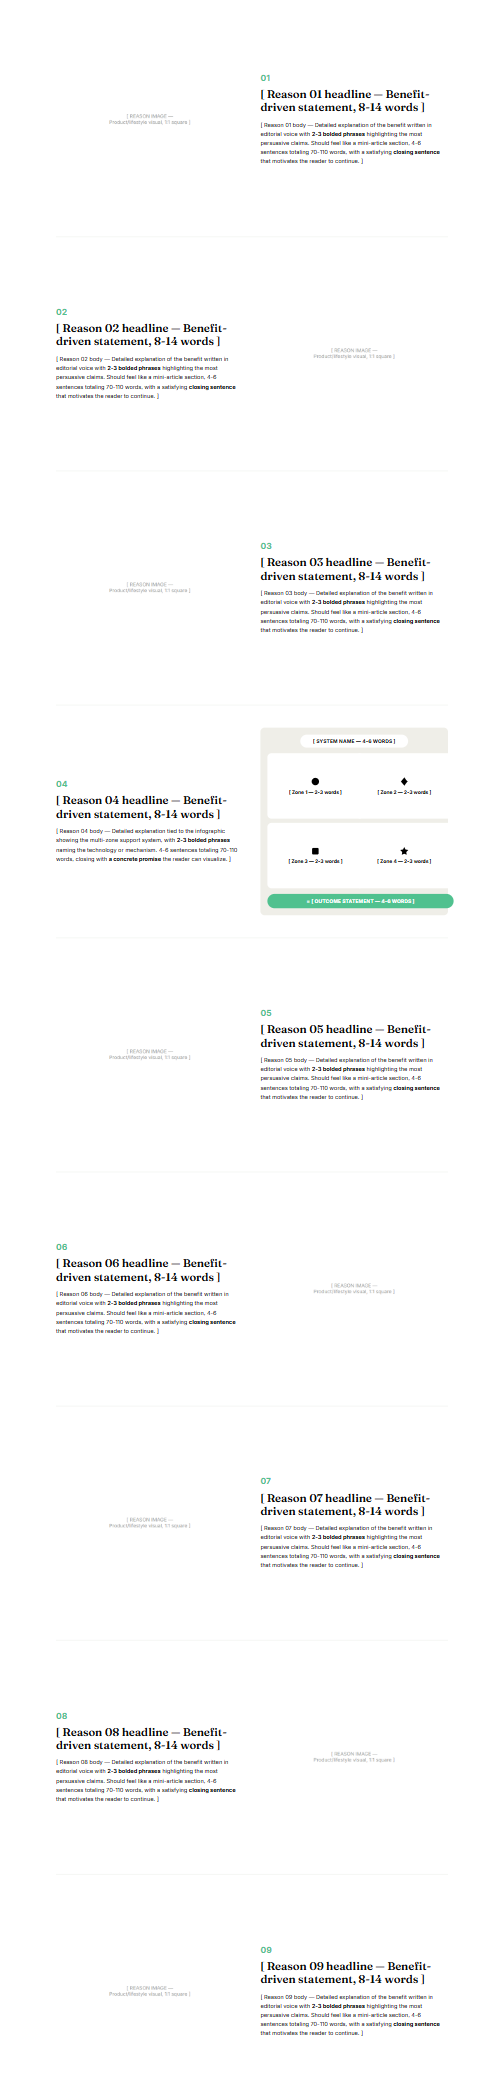 [ REASON IMAGE —
Product/lifestyle visual, 1:1 square ]
01
[ Reason 01 headline — Benefit-
driven statement, 8-14 words ]
[ Reason 01 body — Detailed explanation of the benefit written in
editorial voice with 2-3 bolded phrases highlighting the most
persuasive claims. Should feel like a mini-article section, 4-6
sentences totaling 70-110 words, with a satisfying closing sentence
that motivates the reader to continue. ]
02
[ Reason 02 headline — Benefit-
driven statement, 8-14 words ]
[ Reason 02 body — Detailed explanation of the benefit written in
editorial voice with 2-3 bolded phrases highlighting the most
persuasive claims. Should feel like a mini-article section, 4-6
sentences totaling 70-110 words, with a satisfying closing sentence
that motivates the reader to continue. ]
[ REASON IMAGE —
Product/lifestyle visual, 1:1 square ]
[ REASON IMAGE —
Product/lifestyle visual, 1:1 square ]
03
[ Reason 03 headline — Benefit-
driven statement, 8-14 words ]
[ Reason 03 body — Detailed explanation of the benefit written in
editorial voice with 2-3 bolded phrases highlighting the most
persuasive claims. Should feel like a mini-article section, 4-6
sentences totaling 70-110 words, with a satisfying closing sentence
that motivates the reader to continue. ]
04
[ Reason 04 headline — Benefit-
driven statement, 8-14 words ]
[ Reason 04 body — Detailed explanation tied to the infographic
showing the multi-zone support system, with 2-3 bolded phrases
naming the technology or mechanism. 4-6 sentences totaling 70-110
words, closing with a concrete promise the reader can visualize. ]
[ SYSTEM NAME — 4-6 WORDS ]
[ Zone 1 — 2-3 words ]
[ Zone 2 — 2-3 words ]
[ Zone 3 — 2-3 words ]
[ Zone 4 — 2-3 words ]
= [ OUTCOME STATEMENT — 4-6 WORDS ]
[ REASON IMAGE —
Product/lifestyle visual, 1:1 square ]
05
[ Reason 05 headline — Benefit-
driven statement, 8-14 words ]
[ Reason 05 body — Detailed explanation of the benefit written in
editorial voice with 2-3 bolded phrases highlighting the most
persuasive claims. Should feel like a mini-article section, 4-6
sentences totaling 70-110 words, with a satisfying closing sentence
that motivates the reader to continue. ]
06
[ Reason 06 headline — Benefit-
driven statement, 8-14 words ]
[ Reason 06 body — Detailed explanation of the benefit written in
editorial voice with 2-3 bolded phrases highlighting the most
persuasive claims. Should feel like a mini-article section, 4-6
sentences totaling 70-110 words, with a satisfying closing sentence
that motivates the reader to continue. ]
[ REASON IMAGE —
Product/lifestyle visual, 1:1 square ]
[ REASON IMAGE —
Product/lifestyle visual, 1:1 square ]
07
[ Reason 07 headline — Benefit-
driven statement, 8-14 words ]
[ Reason 07 body — Detailed explanation of the benefit written in
editorial voice with 2-3 bolded phrases highlighting the most
persuasive claims. Should feel like a mini-article section, 4-6
sentences totaling 70-110 words, with a satisfying closing sentence
that motivates the reader to continue. ]
08
[ Reason 08 headline — Benefit-
driven statement, 8-14 words ]
[ Reason 08 body — Detailed explanation of the benefit written in
editorial voice with 2-3 bolded phrases highlighting the most
persuasive claims. Should feel like a mini-article section, 4-6
sentences totaling 70-110 words, with a satisfying closing sentence
that motivates the reader to continue. ]
[ REASON IMAGE —
Product/lifestyle visual, 1:1 square ]
[ REASON IMAGE —
Product/lifestyle visual, 1:1 square ]
09
[ Reason 09 headline — Benefit-
driven statement, 8-14 words ]
[ Reason 09 body — Detailed explanation of the benefit written in
editorial voice with 2-3 bolded phrases highlighting the most
persuasive claims. Should feel like a mini-article section, 4-6
sentences totaling 70-110 words, with a satisfying closing sentence
that motivates the reader to continue. ]